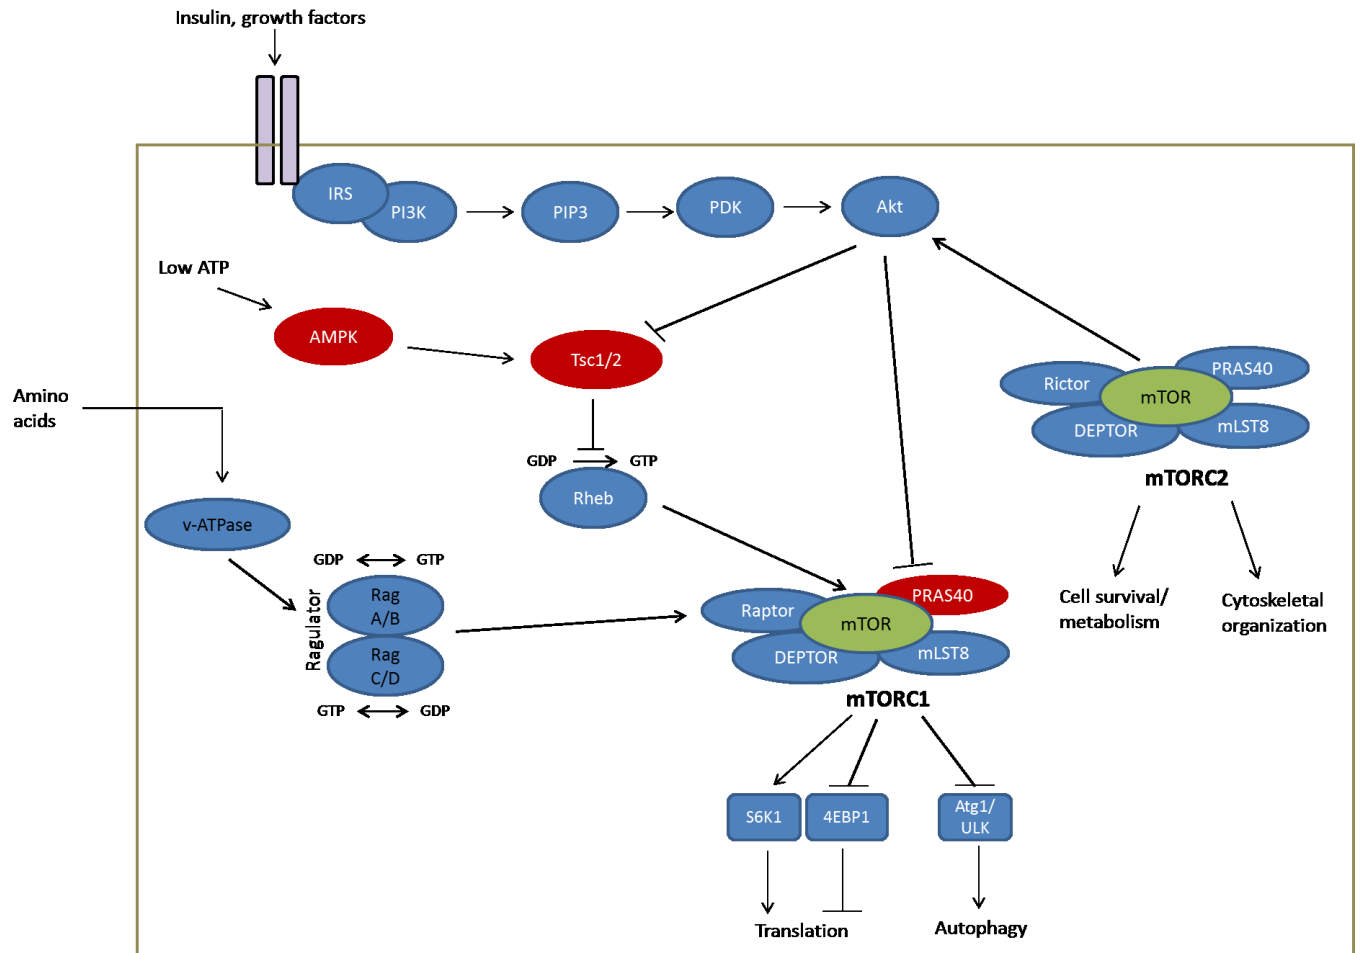 Insulin, growth factors
IRS
PI3K
PIP3
PDK
Akt
Low ATP
AMPK
Tsc1/2
Amino
acids
GDP
GTP
Rheb
v-ATPase
Rictor
PRAS40
mTOR
DEPTOR
mLST8
mTORC2
Cell survival/
metabolism
Cytoskeletal
organization
GDP
GTP
Ragulator
Rag
A/B
Rag
C/D
GTP
GDP
Raptor
PRAS40
mTOR
DEPTOR
mLST8
mTORC1
S6K1
4EBP1
Atg1/
ULK
Translation
Autophagy